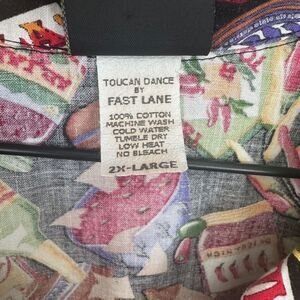 TOUCAN DANCE
BY
FAST LANE
100% COTTON
MACHINE WASH
COLD WATER
TUMBLE DRY
LOW HEAT
NO BLEACH
2X-LARGE